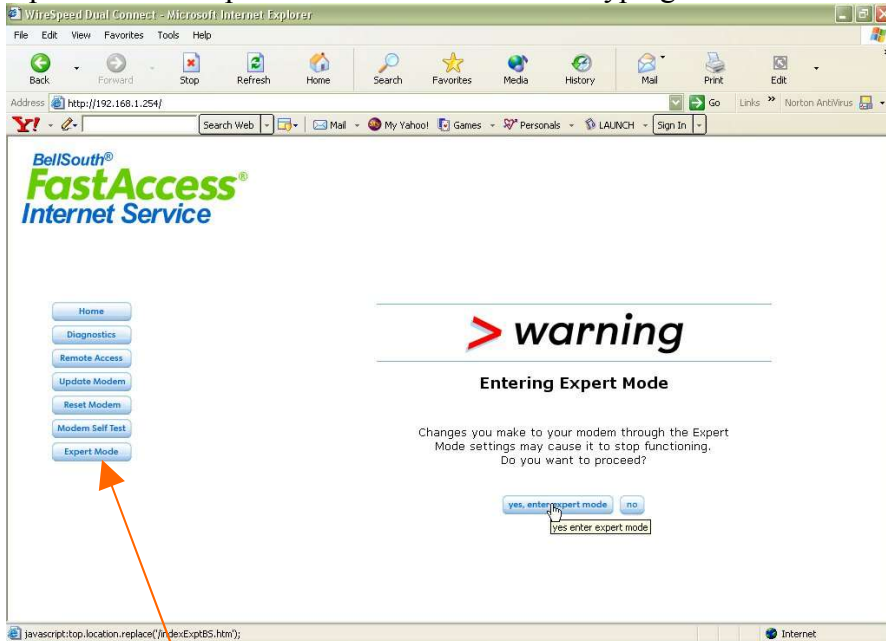 WireSpeed Dual Connect - Microsoft Internet Explorer
File Edit View Favorites Tools Help
Back Forward Stop Refresh Home Search Favorites Media History Mail Print Edit
Address http://192.168.1.254/ Go Links » Norton AntiVirus
Y! Search Web Mail My Yahoo! Games Personals LAUNCH Sign In
BellSouth®
FastAccess®
Internet Service
Home
Diagnostics
Remote Access
Update Modem
Reset Modem
Modem Self Test
Expert Mode
> warning
Entering Expert Mode
Changes you make to your modem through the Expert
Mode settings may cause it to stop functioning.
Do you want to proceed?
yes, enter expert mode no
yes enter expert mode
javascript:top.location.replace('/indexExptBS.htm'); Internet